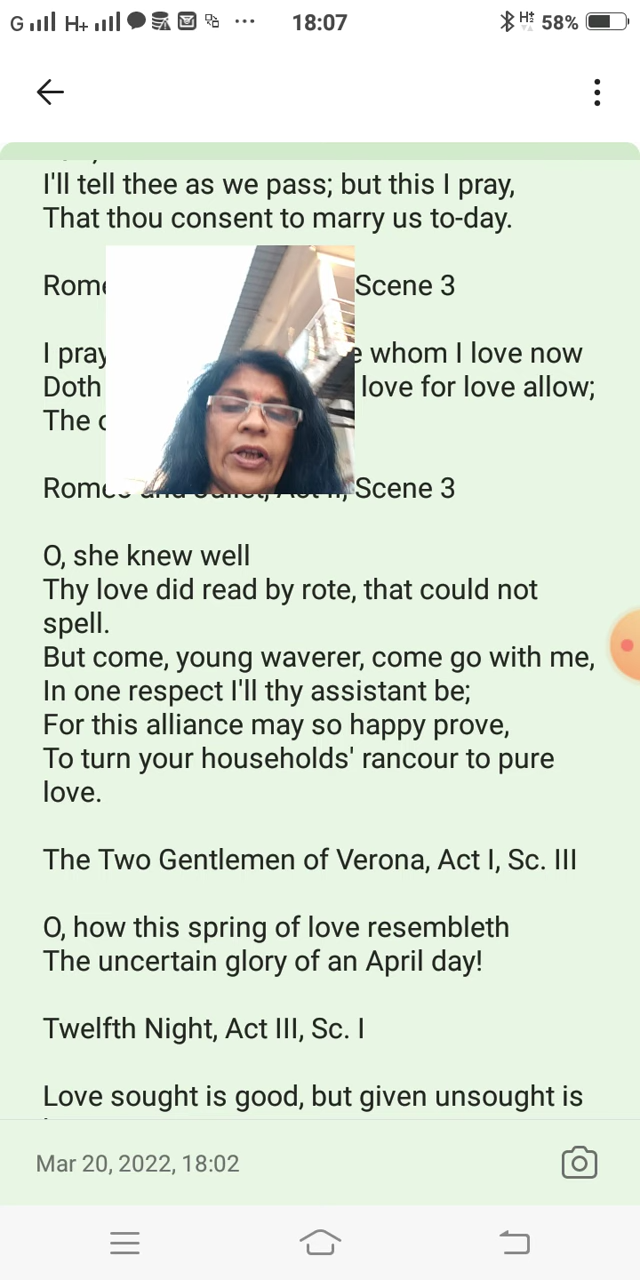 G H+ ... 18:07 H+ 58%
I'll tell thee as we pass; but this I pray,
That thou consent to marry us to-day.
Scene 3
I pray whom I love now
Doth love for love allow;
The
Romeo and Juliet, Act II, Scene 3
O, she knew well
Thy love did read by rote, that could not
spell.
But come, young waverer, come go with me,
In one respect I'll thy assistant be;
For this alliance may so happy prove,
To turn your households' rancour to pure
love.
The Two Gentlemen of Verona, Act I, Sc. III
O, how this spring of love resembleth
The uncertain glory of an April day!
Twelfth Night, Act III, Sc. I
Love sought is good, but given unsought is
Mar 20, 2022, 18:02